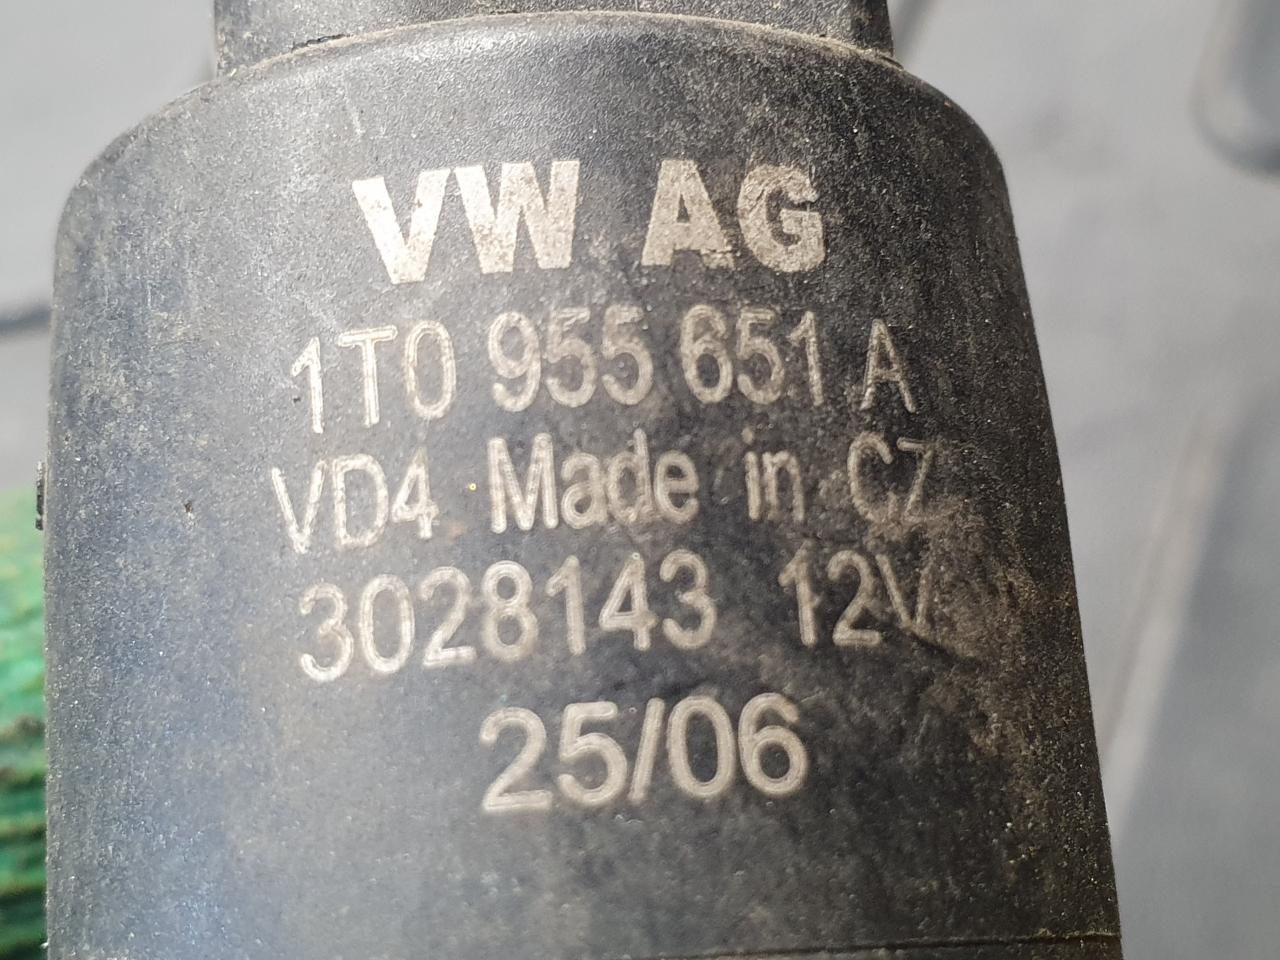 VW AG
1T0 955 651 A
VD4 Made in CZ
3028143 12V
25/06